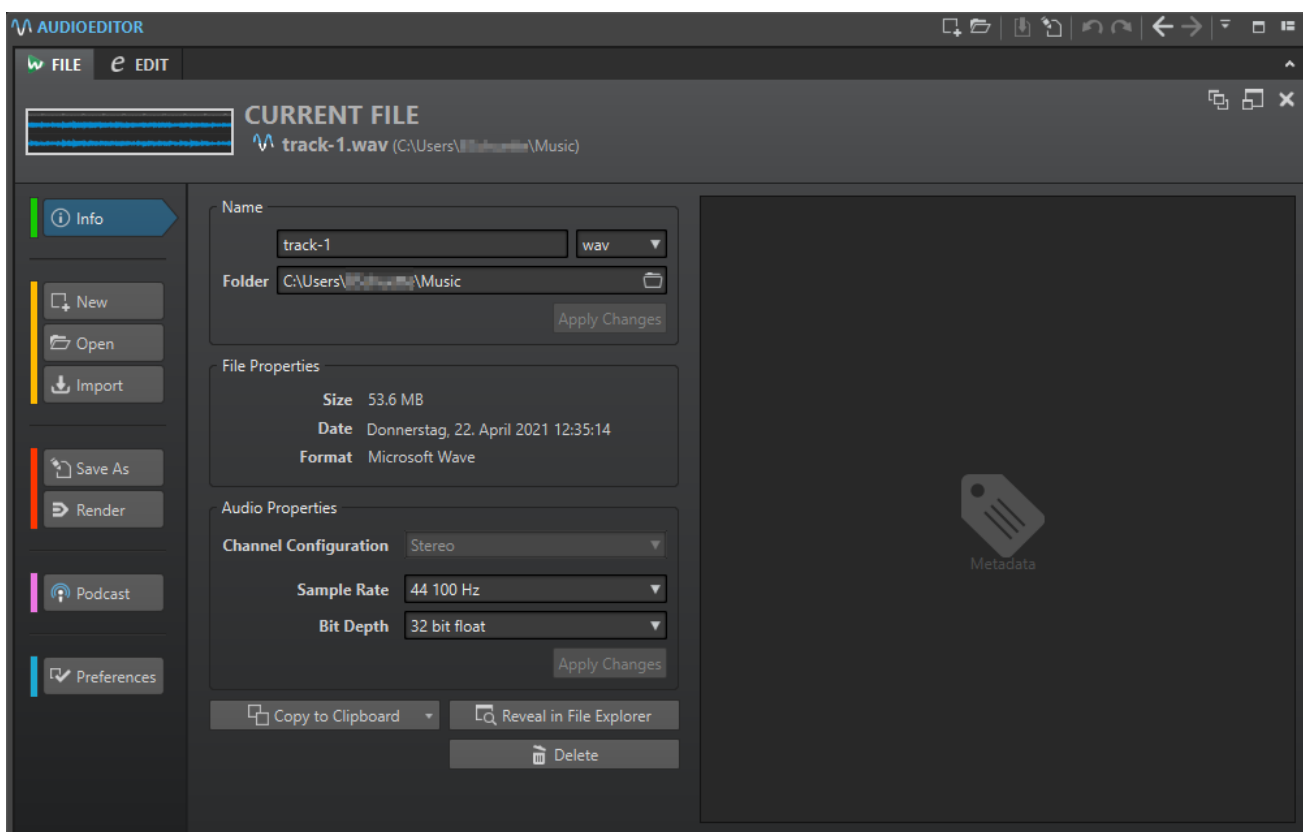 AUDIOEDITOR
FILE
EDIT
CURRENT FILE
track-1.wav (C:\Users\ \Music)
Info
New
Open
Import
Save As
Render
Podcast
Preferences
Name
track-1
wav
Folder C:\Users\ \Music
Apply Changes
File Properties
Size 53.6 MB
Date Donnerstag, 22. April 2021 12:35:14
Format Microsoft Wave
Audio Properties
Channel Configuration Stereo
Sample Rate 44 100 Hz
Bit Depth 32 bit float
Apply Changes
Copy to Clipboard
Reveal in File Explorer
Delete
Metadata